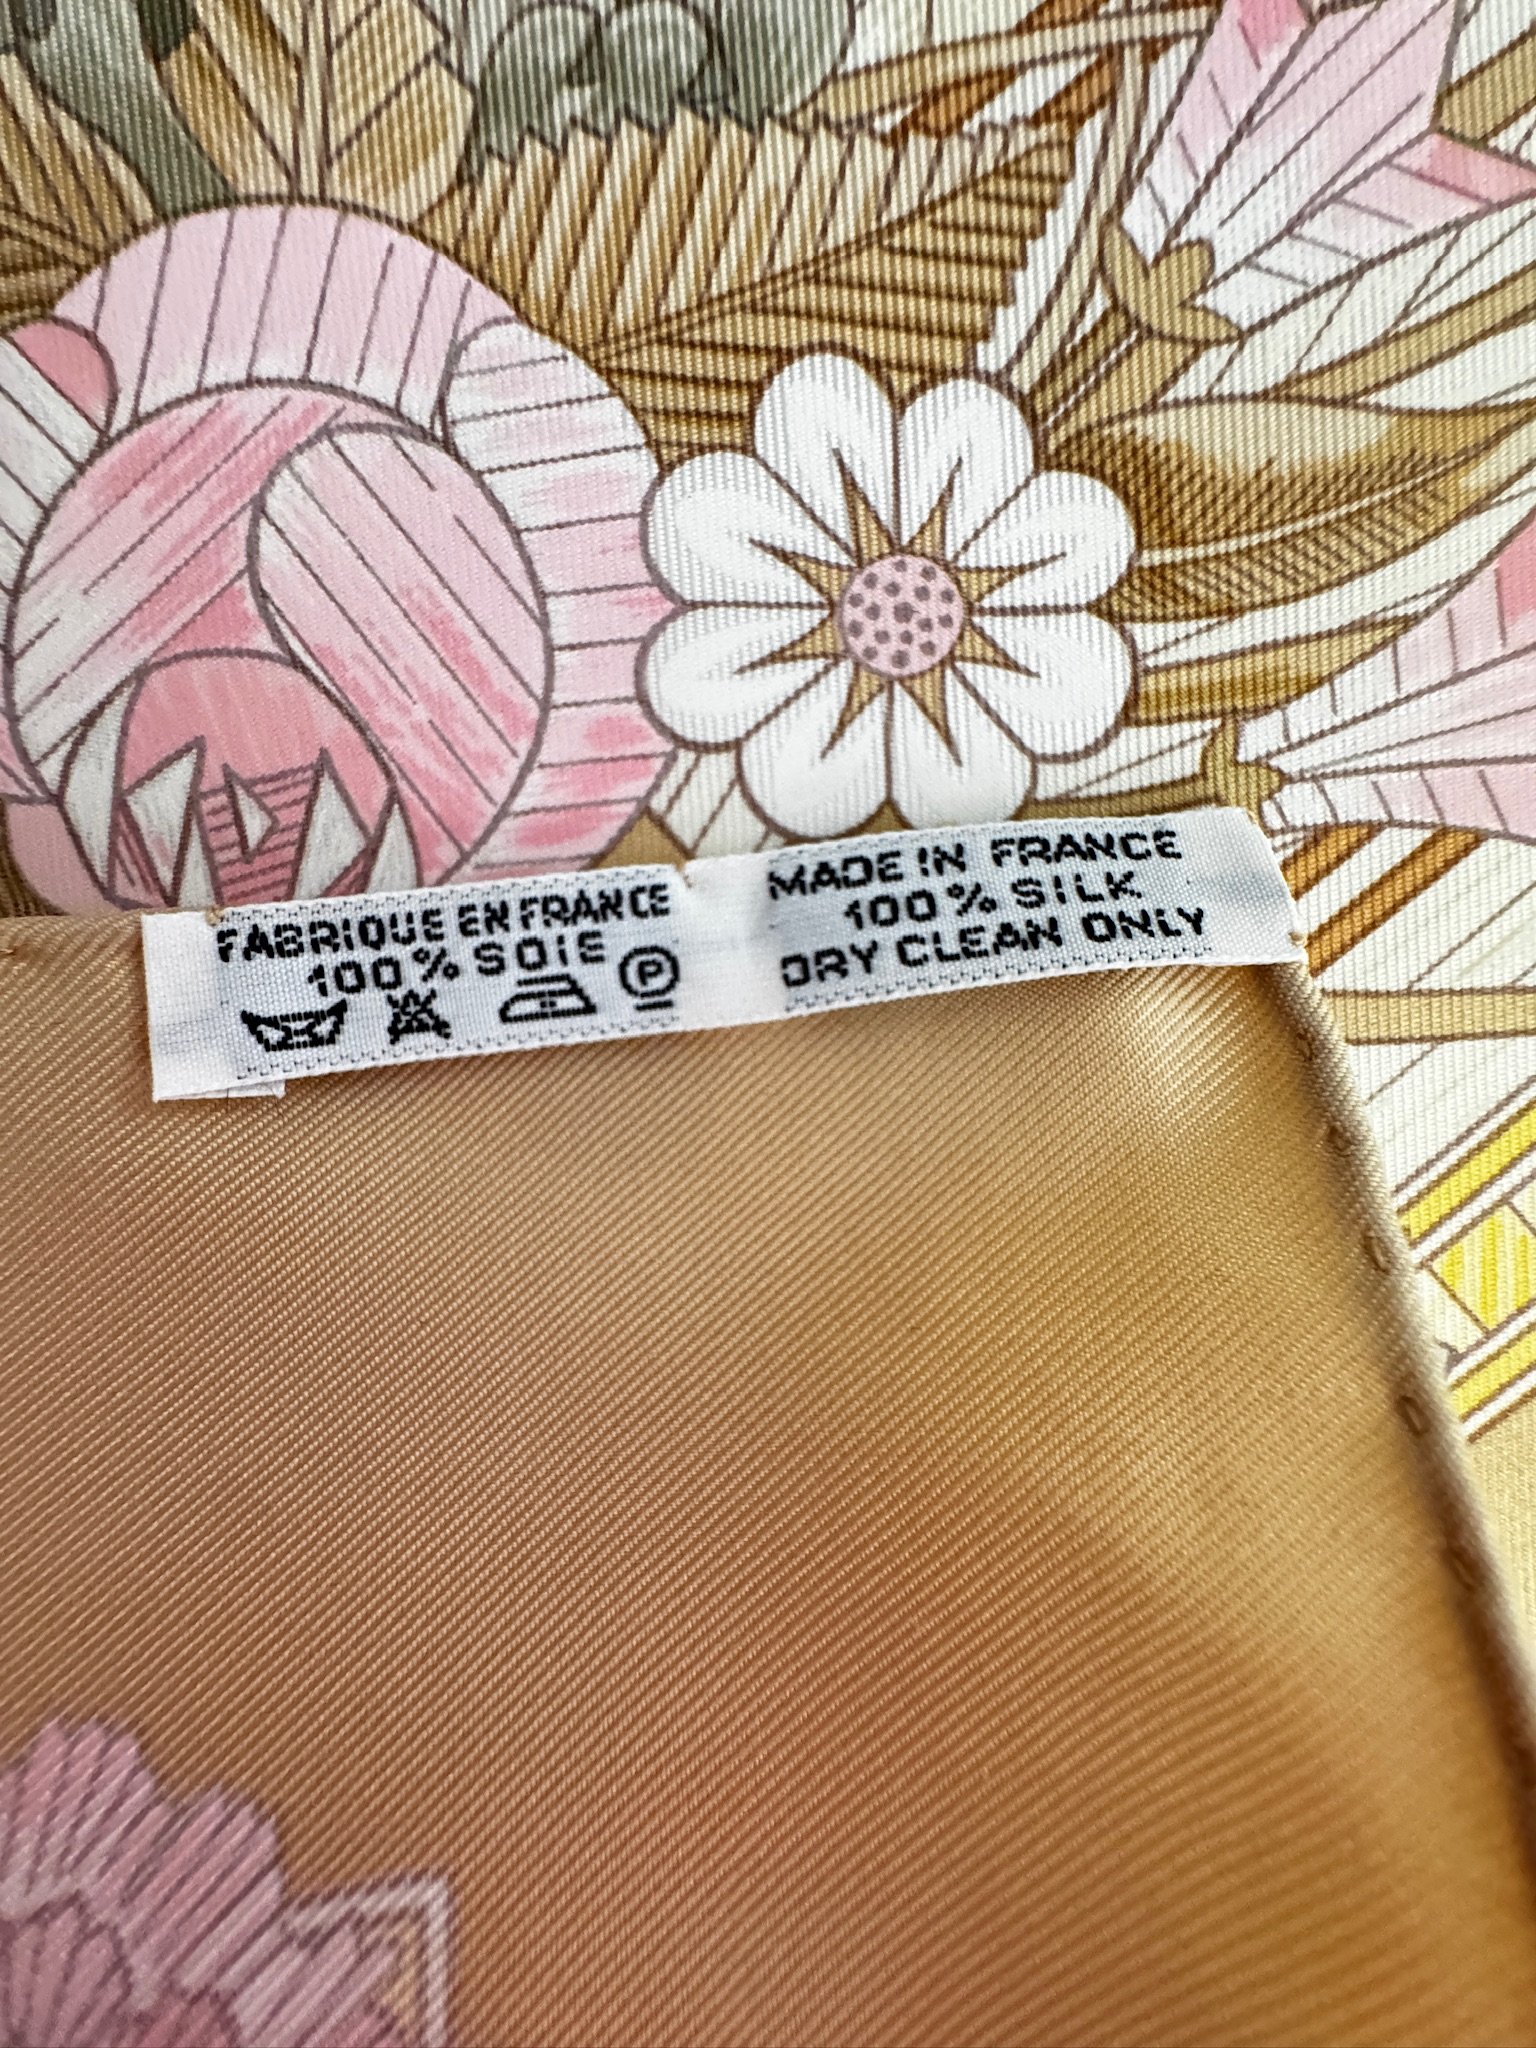 FABRIQUE EN FRANCE
100% SOIE
P
MADE IN FRANCE
100% SILK
DRY CLEAN ONLY